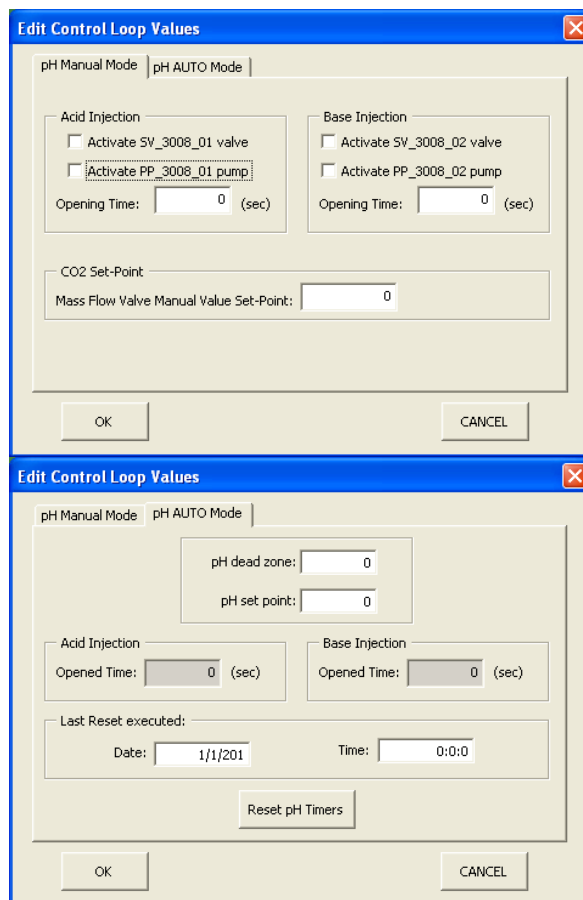 Edit Control Loop Values
pH Manual Mode pH AUTO Mode
Acid Injection Base Injection
Activate SV_3008_01 valve Activate SV_3008_02 valve
Activate PP_3008_01 pump Activate PP_3008_02 pump
Opening Time: 0 (sec) Opening Time: 0 (sec)
CO2 Set-Point
Mass Flow Valve Manual Value Set-Point: 0
OK CANCEL
Edit Control Loop Values
pH Manual Mode pH AUTO Mode
pH dead zone: 0
pH set point: 0
Acid Injection Base Injection
Opened Time: 0 (sec) Opened Time: 0 (sec)
Last Reset executed:
Date: 1/1/201 Time: 0:0:0
Reset pH Timers
OK CANCEL